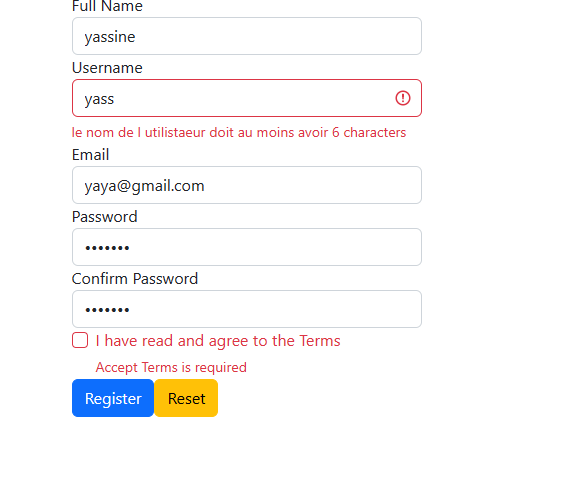 Full Name
yassine
Username
yass
le nom de l utilistaeur doit au moins avoir 6 characters
Email
yaya@gmail.com
Password
•••••••
Confirm Password
•••••••
I have read and agree to the Terms
Accept Terms is required
Register Reset